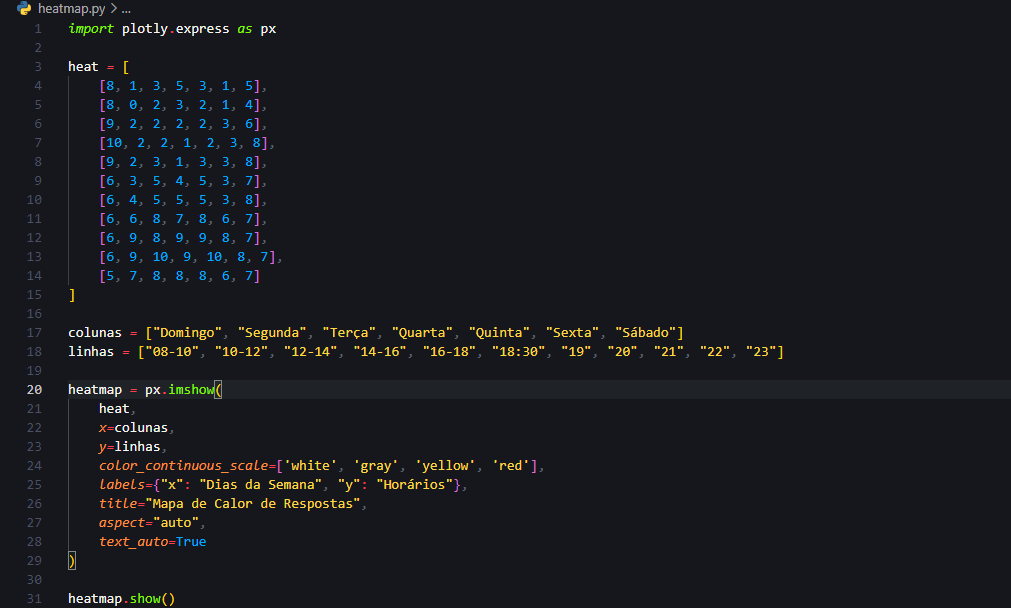 heatmap.py > ...
1 import plotly.express as px
2
3 heat = [
4 [8, 1, 3, 5, 3, 1, 5],
5 [8, 0, 2, 3, 2, 1, 4],
6 [9, 2, 2, 2, 2, 3, 6],
7 [10, 2, 2, 1, 2, 3, 8],
8 [9, 2, 3, 1, 3, 3, 8],
9 [6, 3, 5, 4, 5, 3, 7],
10 [6, 4, 5, 5, 5, 3, 8],
11 [6, 6, 8, 7, 8, 6, 7],
12 [6, 9, 8, 9, 9, 8, 7],
13 [6, 9, 10, 9, 10, 8, 7],
14 [5, 7, 8, 8, 8, 6, 7]
15 ]
16
17 colunas = ["Domingo", "Segunda", "Terça", "Quarta", "Quinta", "Sexta", "Sábado"]
18 linhas = ["08-10", "10-12", "12-14", "14-16", "16-18", "18:30", "19", "20", "21", "22", "23"]
19
20 heatmap = px.imshow(
21 heat,
22 x=colunas,
23 y=linhas,
24 color_continuous_scale=['white', 'gray', 'yellow', 'red'],
25 labels={"x": "Dias da Semana", "y": "Horários"},
26 title="Mapa de Calor de Respostas",
27 aspect="auto",
28 text_auto=True
29 )
30
31 heatmap.show()